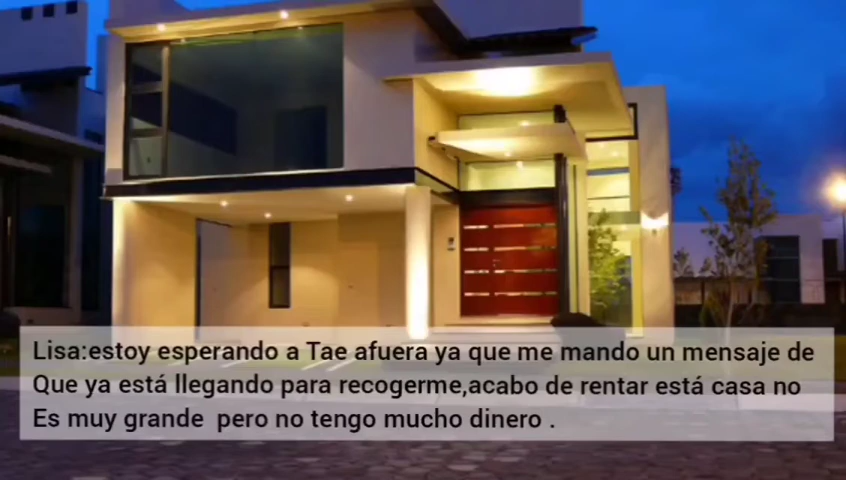 Lisa:estoy esperando a Tae afuera ya que me mando un mensaje de
Que ya está llegando para recogerme,acabo de rentar está casa no
Es muy grande pero no tengo mucho dinero .